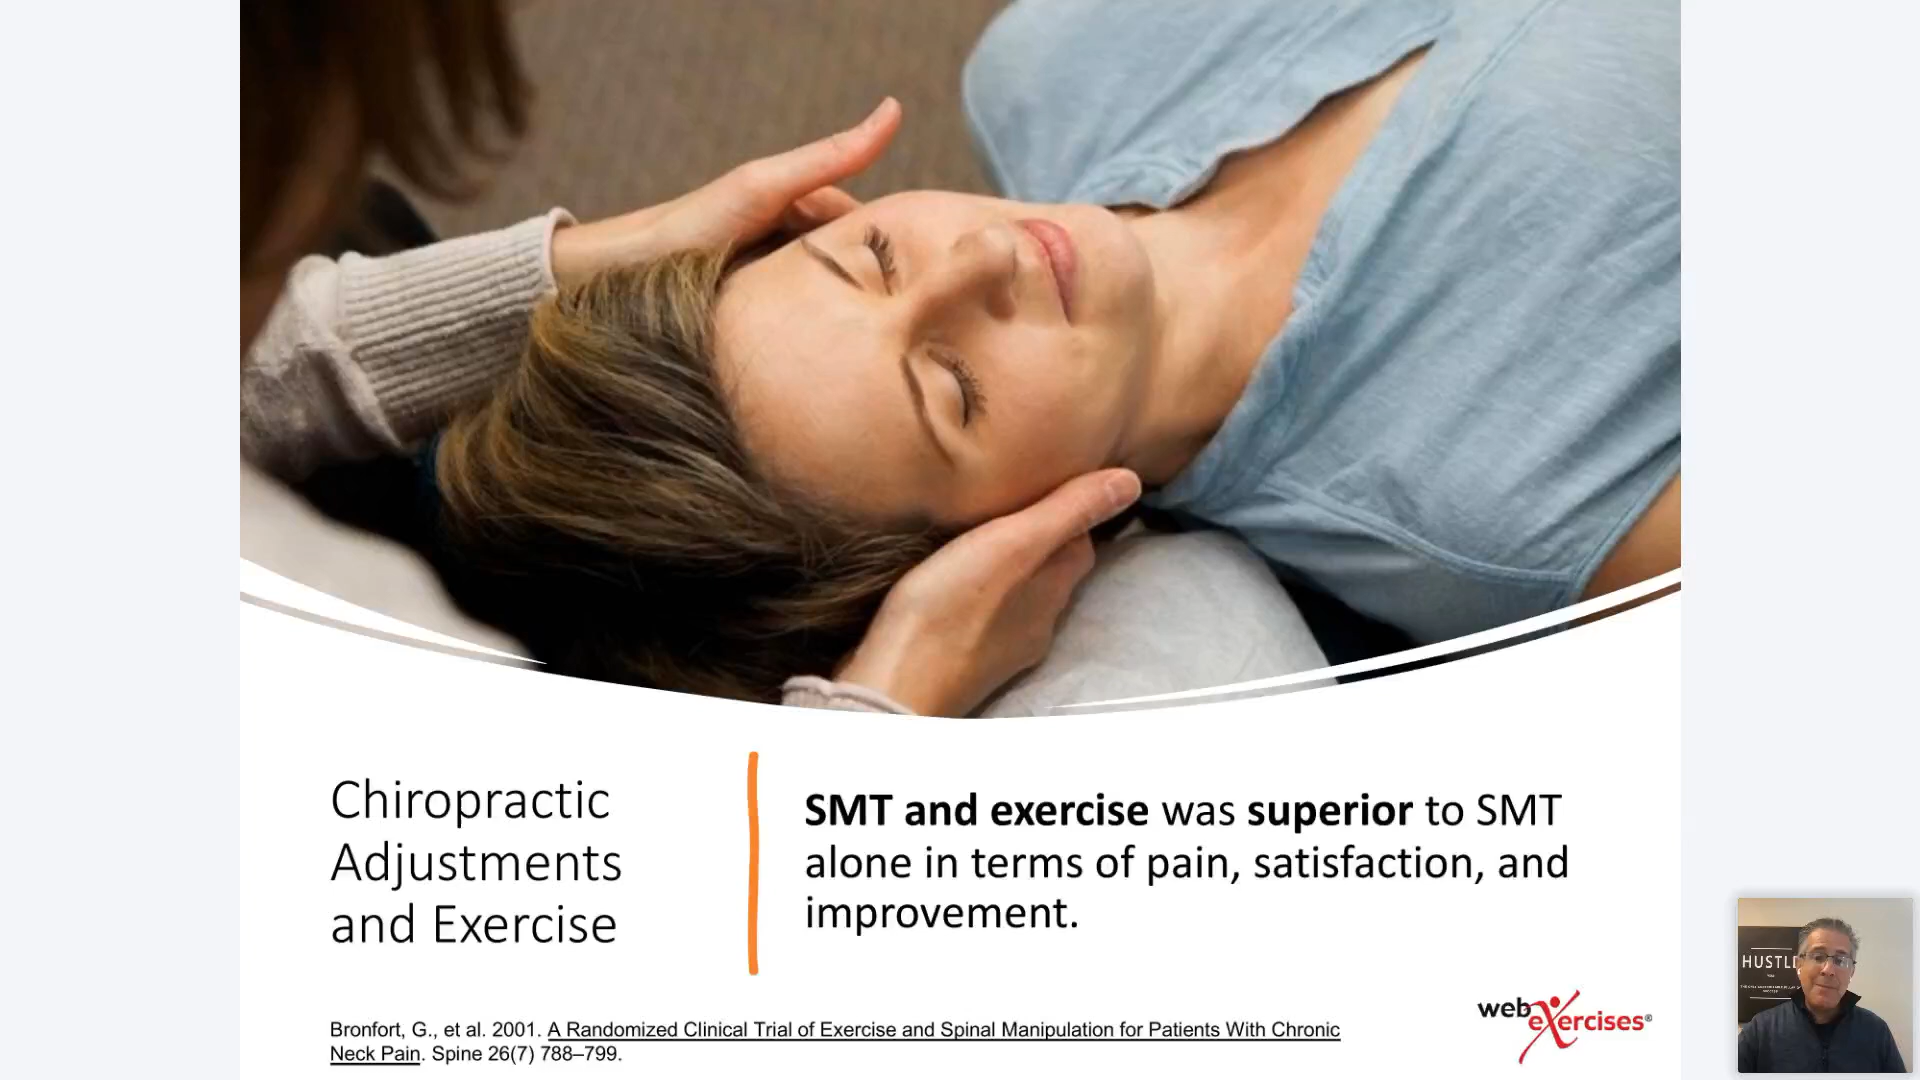 Chiropractic
Adjustments
and Exercise
SMT and exercise was superior to SMT
alone in terms of pain, satisfaction, and
improvement.
Bronfort, G., et al. 2001. A Randomized Clinical Trial of Exercise and Spinal Manipulation for Patients With Chronic
Neck Pain. Spine 26(7) 788–799.
web
eXercises®
HUSTLE